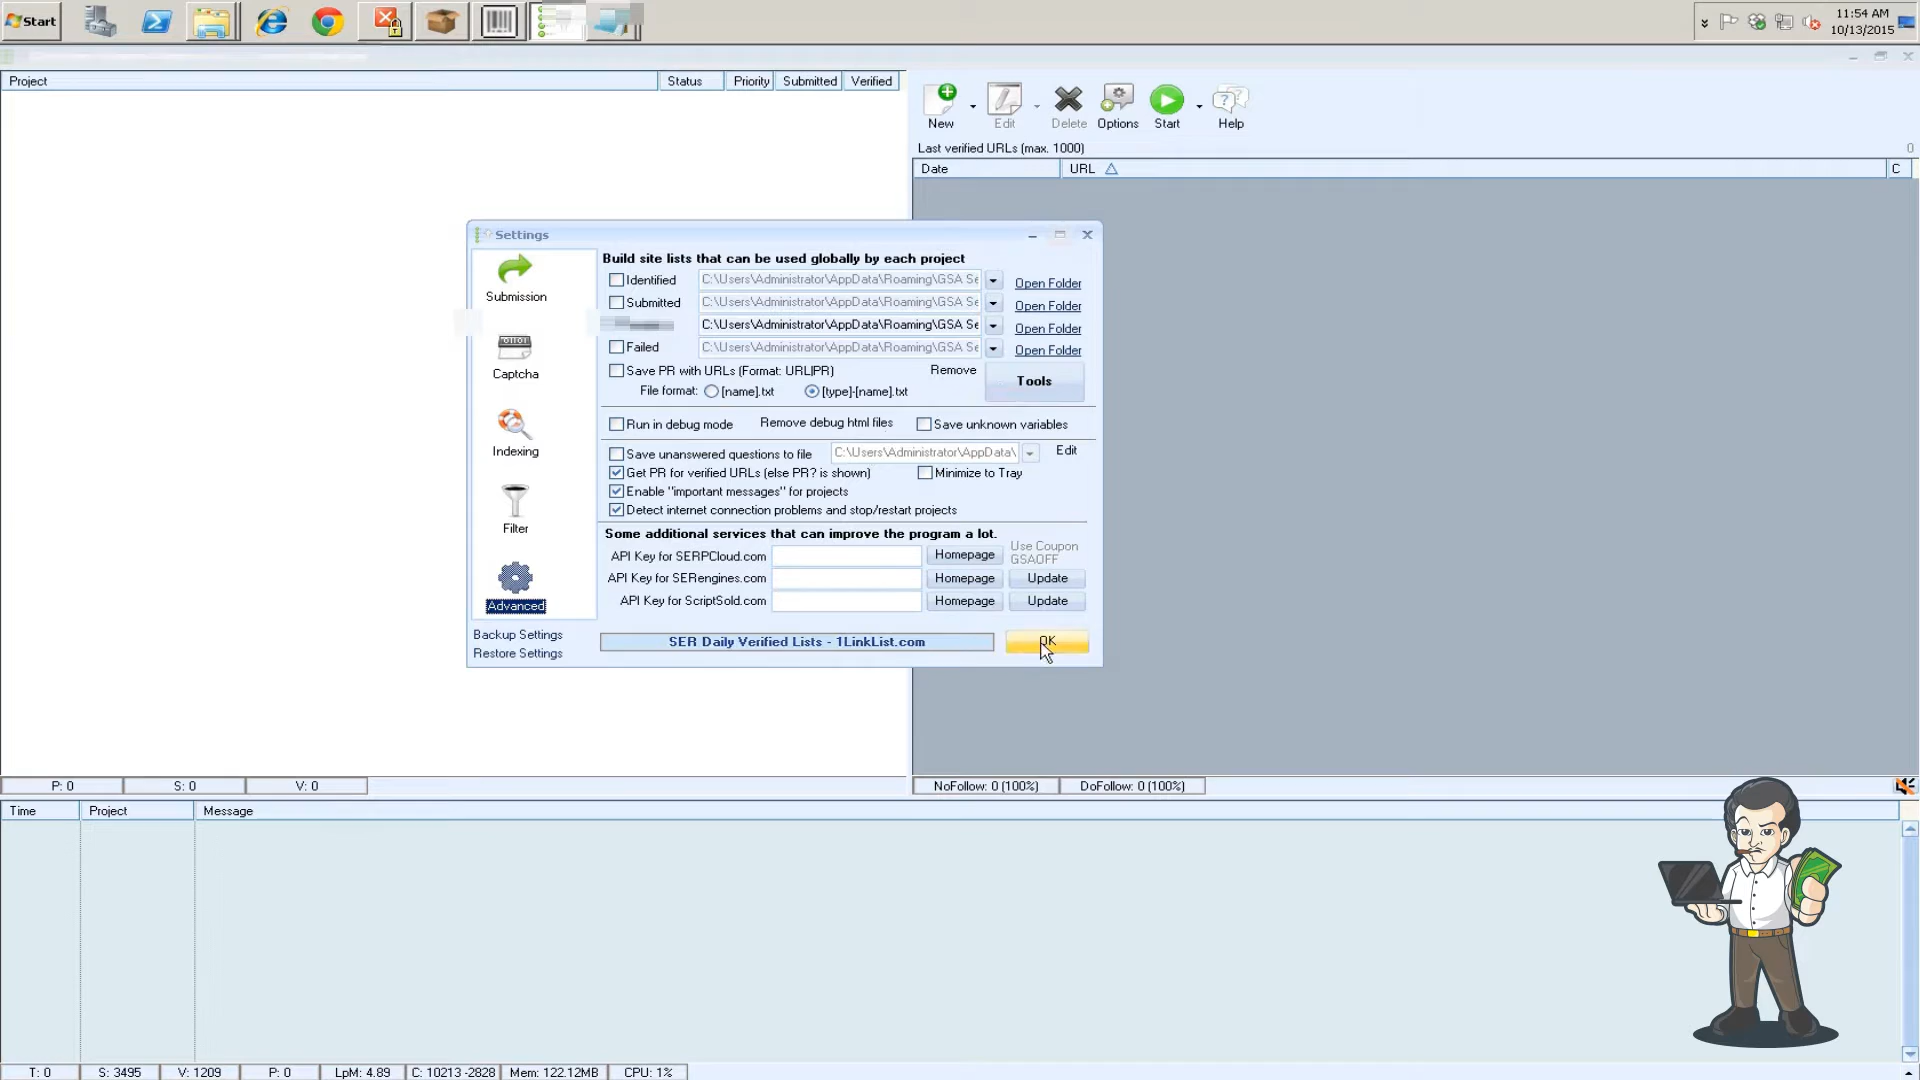 Start
11:54 AM
10/13/2015
Project Status Priority Submitted Verified
New Edit Delete Options Start Help
Last verified URLs (max. 1000) 0
Date URL C
Settings
Submission
Captcha
Indexing
Filter
Advanced
Backup Settings
Restore Settings
Build site lists that can be used globally by each project
Identified C:\Users\Administrator\AppData\Roaming\GSA Se Open Folder
Submitted C:\Users\Administrator\AppData\Roaming\GSA Se Open Folder
C:\Users\Administrator\AppData\Roaming\GSA Se Open Folder
Failed C:\Users\Administrator\AppData\Roaming\GSA Se Open Folder
Save PR with URLs (Format: URL|PR) Remove Tools
File format: [name].txt [type]-[name].txt
Run in debug mode Remove debug html files Save unknown variables
Save unanswered questions to file C:\Users\Administrator\AppData\ Edit
Get PR for verified URLs (else PR? is shown) Minimize to Tray
Enable "important messages" for projects
Detect internet connection problems and stop/restart projects
Some additional services that can improve the program a lot.
API Key for SERPCloud.com Homepage Use Coupon GSAOFF
API Key for SERengines.com Homepage Update
API Key for ScriptSold.com Homepage Update
SER Daily Verified Lists - 1LinkList.com OK
P: 0 S: 0 V: 0 NoFollow: 0 (100%) DoFollow: 0 (100%)
Time Project Message
T: 0 S: 3495 V: 1209 P: 0 LpM: 4.89 C: 10213 -2828 Mem: 122.12MB CPU: 1%